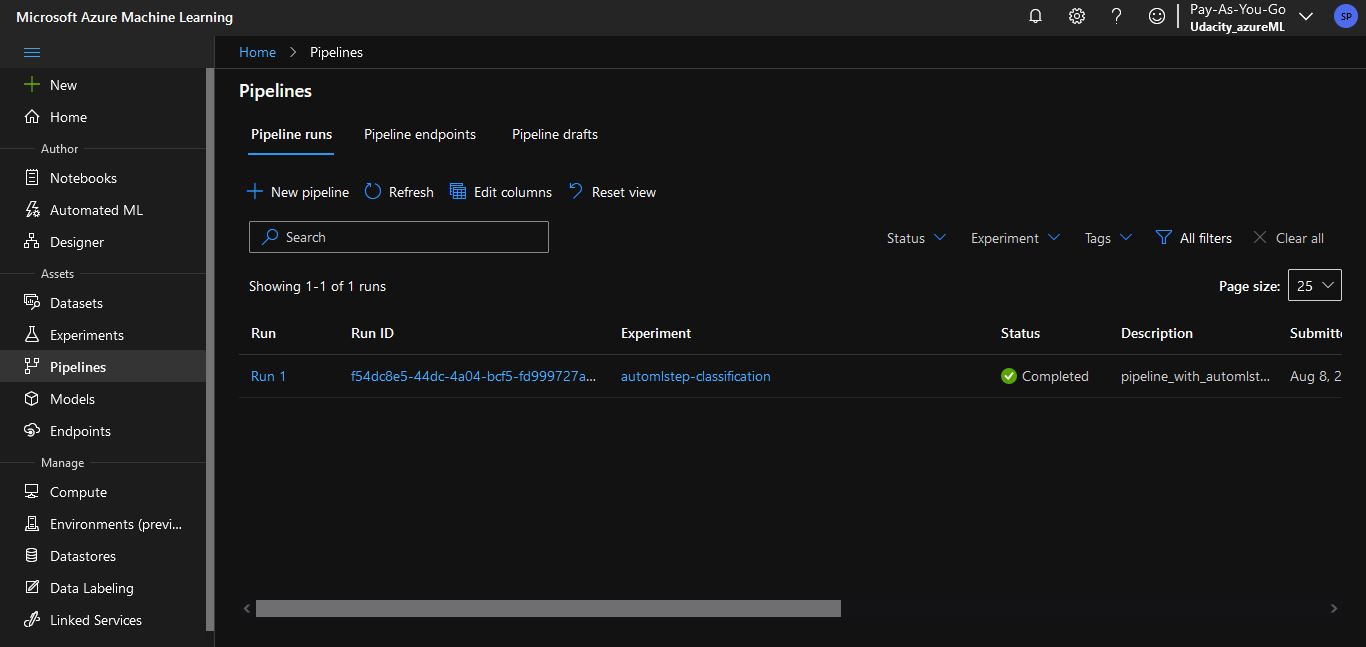 Microsoft Azure Machine Learning
Pay-As-You-Go
Udacity_azureML
SP
New
Home
Author
Notebooks
Automated ML
Designer
Assets
Datasets
Experiments
Pipelines
Models
Endpoints
Manage
Compute
Environments (previ...
Datastores
Data Labeling
Linked Services
Home > Pipelines
Pipelines
Pipeline runs Pipeline endpoints Pipeline drafts
New pipeline Refresh Edit columns Reset view
Search
Status Experiment Tags All filters Clear all
Showing 1-1 of 1 runs
Page size: 25
Run Run ID Experiment Status Description Submitte
Run 1 f54dc8e5-44dc-4a04-bcf5-fd999727a... automlstep-classification Completed pipeline_with_automlst... Aug 8, 2